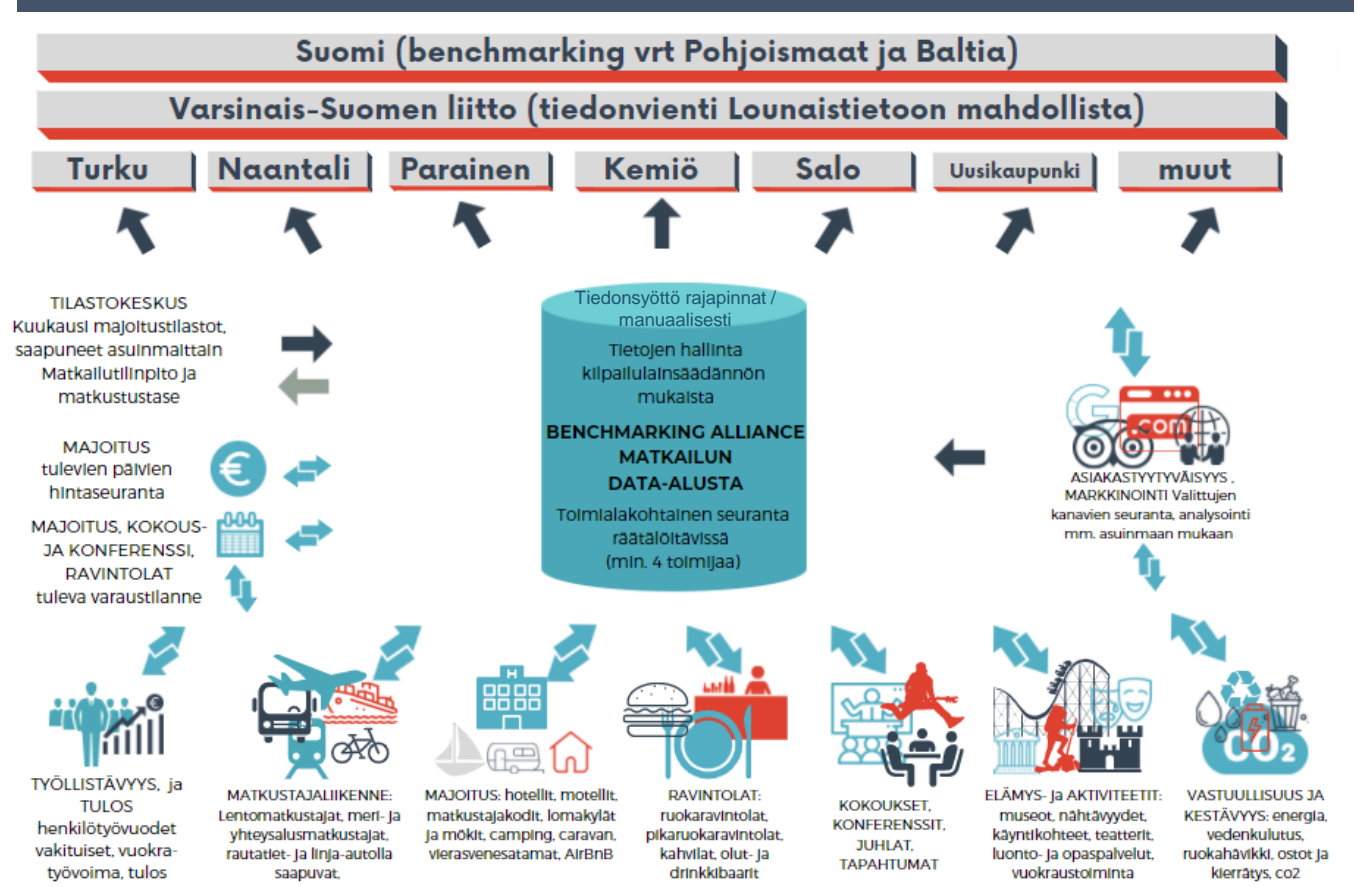 Suomi (benchmarking vrt Pohjoismaat ja Baltia)
Varsinais-Suomen liitto (tiedonvienti Lounaistietoon mahdollista)
Turku
Naantali
Parainen
Kemiö
Salo
Uusikaupunki
muut
TILASTOKESKUS
Kuukausi majoitustilastot,
saapuneet asuinmaittain
Matkailutilinpito ja
matkustustase
MAJOITUS
tulevien päivien
hintaseuranta
€
MAJOITUS, KOKOUS-
JA KONFERENSSI,
RAVINTOLAT
tuleva varaustilanne
Tiedonsyöttö rajapinnat /
manuaalisesti
Tietojen hallinta
kilpailulainsäädännön
mukaista
BENCHMARKING ALLIANCE
MATKAILUN
DATA-ALUSTA
Toimialakohtainen seuranta
räätälöitävissä
(min. 4 toimijaa)
G
.com
ASIAKASTYYTYVÄISYYS ,
MARKKINOINTI Valittujen
kanavien seuranta, analysointi
mm. asuinmaan mukaan
€
TYÖLLISTÄVYYS, ja
TULOS
henkilötyövuodet
vakituiset, vuokra-
työvoima, tulos
MATKUSTAJALIIKENNE:
Lentomatkustajat, meri- ja
yhteysalusmatkustajat,
rautatiet- ja linja-autolla
saapuvat,
H
MAJOITUS: hotellit, motellit,
matkustajakodit, lomakylät
ja mökit, camping, caravan,
vierasvenesatamat, AirBnB
RAVINTOLAT:
ruokaravintolat,
pikaruokaravintolat,
kahvilat, olut- ja
drinkkibaarit
KOKOUKSET,
KONFERENSSIT,
JUHLAT,
TAPAHTUMAT
ELÄMYS- ja AKTIVITEETIT:
museot, nähtävyydet,
käyntikohteet, teatterit,
luonto- ja opaspalvelut,
vuokraustoiminta
CO2
VASTUULLISUUS JA
KESTÄVYYS: energia,
vedenkulutus,
ruokahävikki, ostot ja
kierrätys, co2